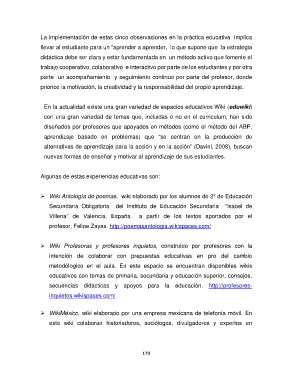 La implementación de estas cinco observaciones en la práctica educativa implica
llevar al estudiante para un "aprender a aprender, lo que supone que la estrategia
didáctica debe ser clara y estar fundamentada en un método activo que fomente el
trabajo cooperativo, colaborativo e interactivo por parte de los estudiantes y por otra
parte un acompañamiento y seguimiento continuo por parte del profesor, donde
priorice la motivación, la creatividad y la responsabilidad del propio aprendizaje.
En la actualidad existe una gran variedad de espacios educativos Wiki (eduwiki)
con una gran variedad de temas que, incluidas o no en el currículum, han sido
diseñados por profesores que apoyados en métodos (como el método del ABP,
aprendizaje basado en problemas) que "se centran en la producción de
alternativas de aprendizaje para la acción y en la acción" (Davini, 2008), buscan
nuevas formas de enseñar y motivar al aprendizaje de sus estudiantes.
Algunas de estas experiencias educativas son:
➢ Wiki Antología de poemas, wiki elaborado por los alumnos de 2º de Educación
Secundaria Obligatoria del Instituto de Educación Secundaria "Isabel de
Villena" de Valencia, España a partir de los textos aportados por el
profesor, Felipe Zayas. http://poemasantologia.wikispaces.com/
➢ Wiki Profesoras y profesores inquietos, construido por profesores con la
intención de colaborar con prepuestas educativas en pro del cambio
metodológico en el aula. En este espacio se encuentran disponibles wikis
educativos con temas de primaria, secundaria y educación superior, consejos,
secuencias didácticas y apoyos para la educación. http://profesores-
inquietos.wikispaces.com/
➢ WikiMéxico, wiki elaborado por una empresa mexicana de telefonía móvil. En
este wiki colaboran historiadores, sociólogos, divulgadores y expertos en
179